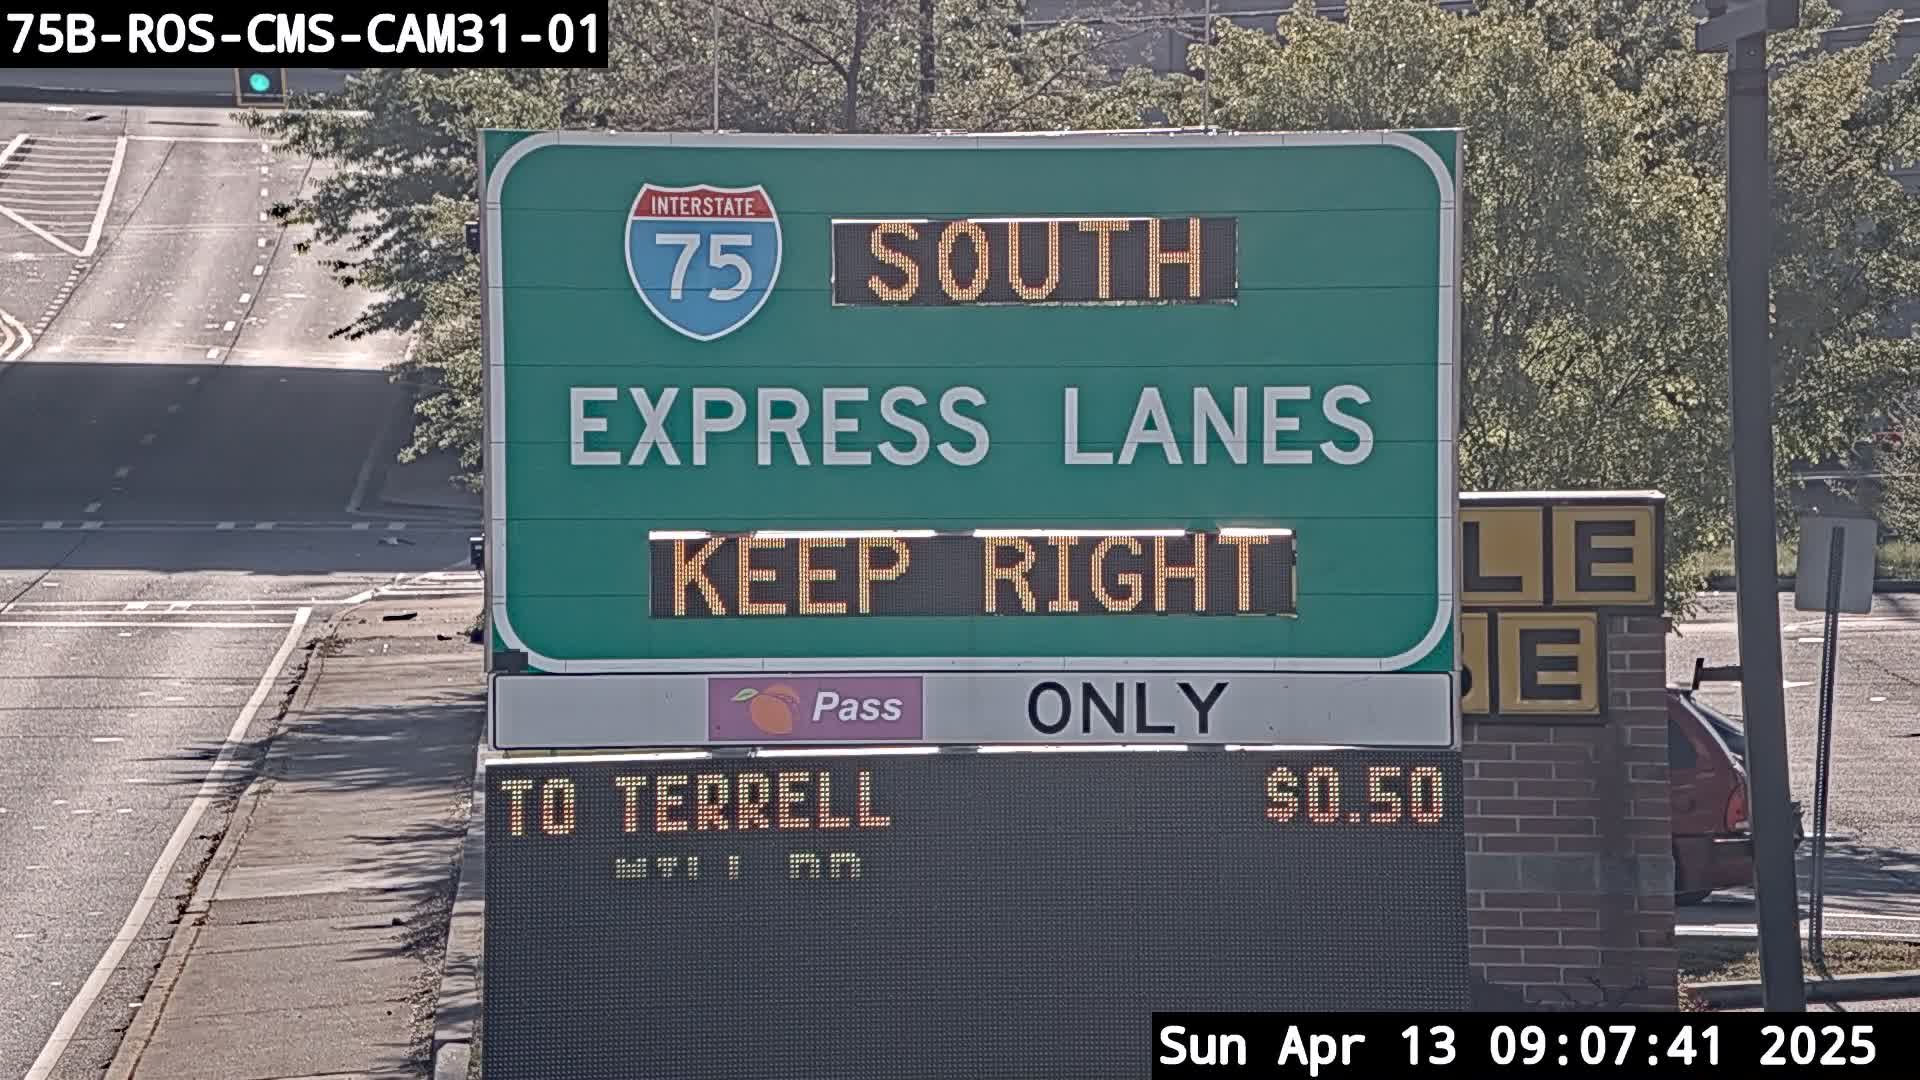 75B-ROS-CMS-CAM31-01
INTERSTATE
75
SOUTH
EXPRESS LANES
KEEP RIGHT
LE
E
Pass ONLY
TO TERRELL $0.50
Sun Apr 13 09:07:41 2025